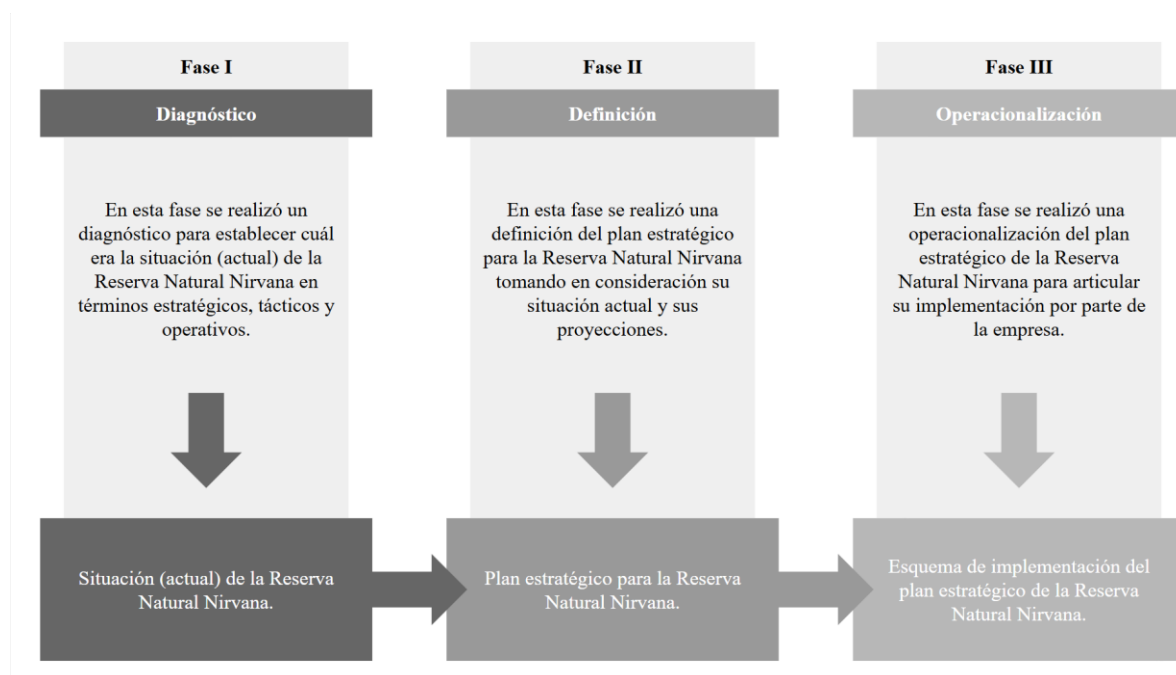 Fase I
Diagnóstico
En esta fase se realizó un
diagnóstico para establecer cuál
era la situación (actual) de la
Reserva Natural Nirvana en
términos estratégicos, tácticos y
operativos.
Situación (actual) de la Reserva
Natural Nirvana.
Fase II
Definición
En esta fase se realizó una
definición del plan estratégico
para la Reserva Natural Nirvana
tomando en consideración su
situación actual y sus
proyecciones.
Plan estratégico para la Reserva
Natural Nirvana.
Fase III
Operacionalización
En esta fase se realizó una
operacionalización del plan
estratégico de la Reserva
Natural Nirvana para articular
su implementación por parte de
la empresa.
Esquema de implementación del
plan estratégico de la Reserva
Natural Nirvana.